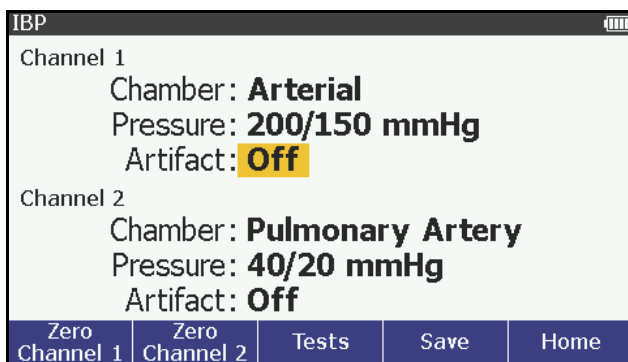 IBP
Channel 1
Chamber: Arterial
Pressure: 200/150 mmHg
Artifact: Off
Channel 2
Chamber: Pulmonary Artery
Pressure: 40/20 mmHg
Artifact: Off
Zero Channel 1
Zero Channel 2
Tests
Save
Home